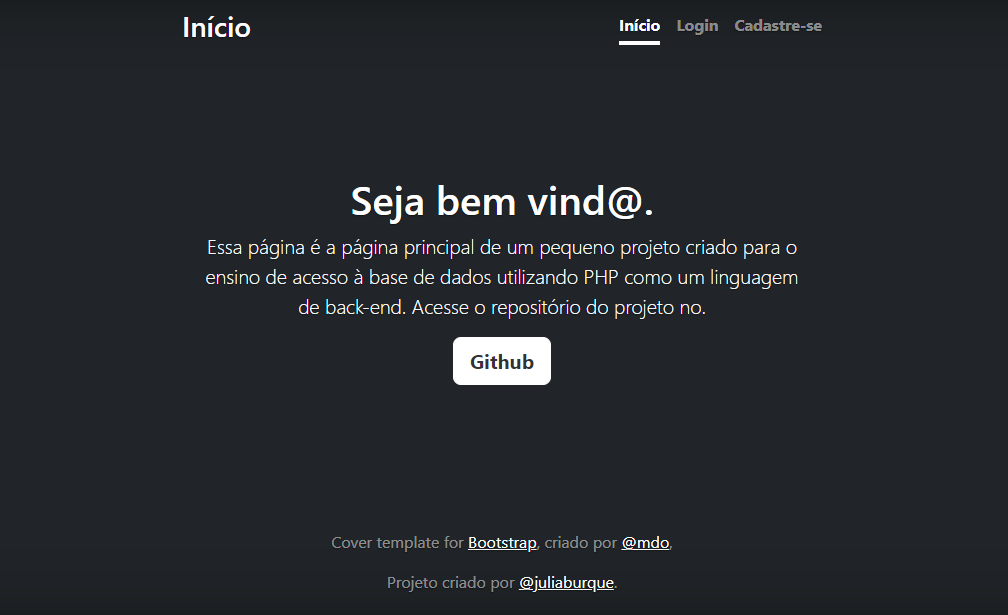 Início
Início Login Cadastre-se
Seja bem vind@.
Essa página é a página principal de um pequeno projeto criado para o
ensino de acesso à base de dados utilizando PHP como um linguagem
de back-end. Acesse o repositório do projeto no.
Github
Cover template for Bootstrap, criado por @mdo,
Projeto criado por @juliaburque.